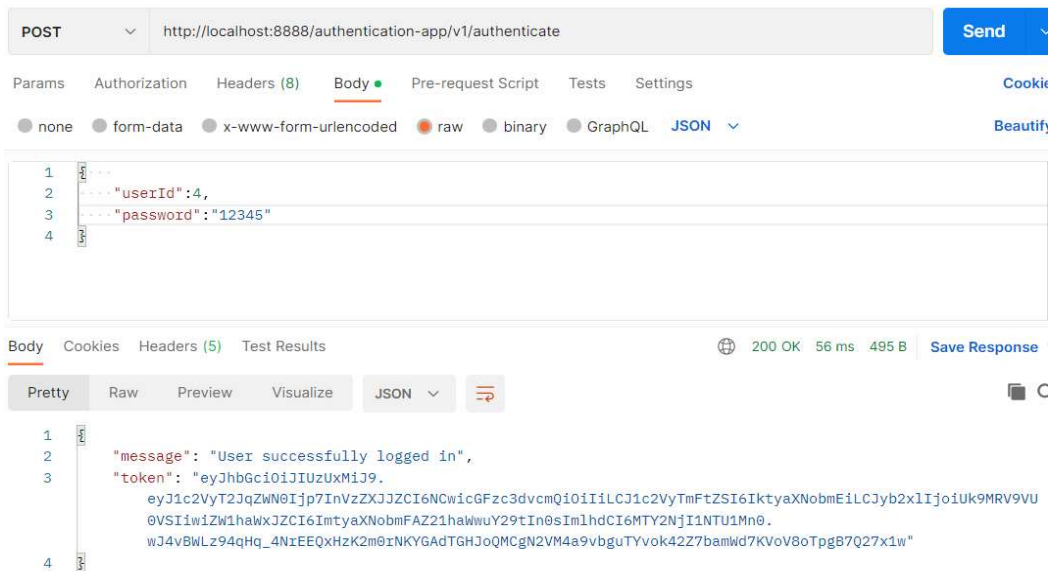 POST http://localhost:8888/authentication-app/v1/authenticate Send
Params Authorization Headers (8) Body Pre-request Script Tests Settings Cookie
none form-data x-www-form-urlencoded raw binary GraphQL JSON Beautify
1 {
2 "userId":4,
3 "password":"12345"
4 }
Body Cookies Headers (5) Test Results 200 OK 56 ms 495 B Save Response
Pretty Raw Preview Visualize JSON
1 {
2 "message": "User successfully logged in",
3 "token": "eyJhbGciOiJIUzUxMiJ9.
eyJ1c2VyT2JqZWN0Ijp7InVzZXJJZCI6NCwicGFzc3dvcmQiOiIiLCJ1c2VyTmFtZSI6IktyaXNobmEiLCJyb2xlIjoiUk9MRV9VU
0VSIiwiZW1haWxJZCI6ImtyaXNobmFAZ21haWwuY29tIn0sImlhdCI6MTY2NjI1NTU1Mn0.
wJ4vBWLz94qHq_4NrEEQxHzK2m0rNKYGAdTGHJoQMCgN2VM4a9vbguTYvok42Z7bamWd7KVoV8oTpgB7Q27x1w"
4 }